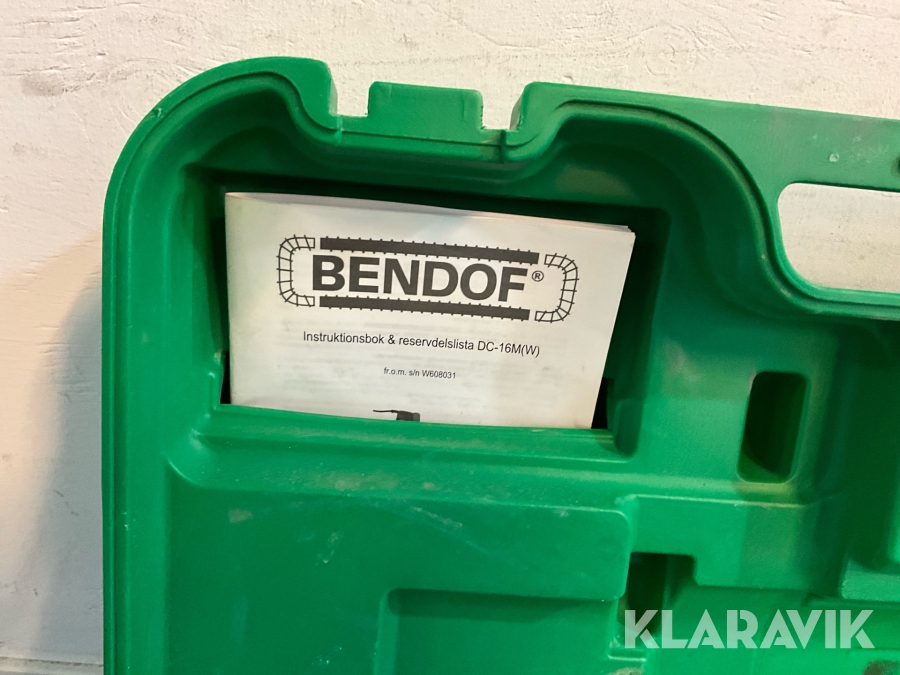 BENDOF®
Instruktionsbok & reservdelslista DC-16M(W)
fr.o.m. s/n W608031
KLARAVIK